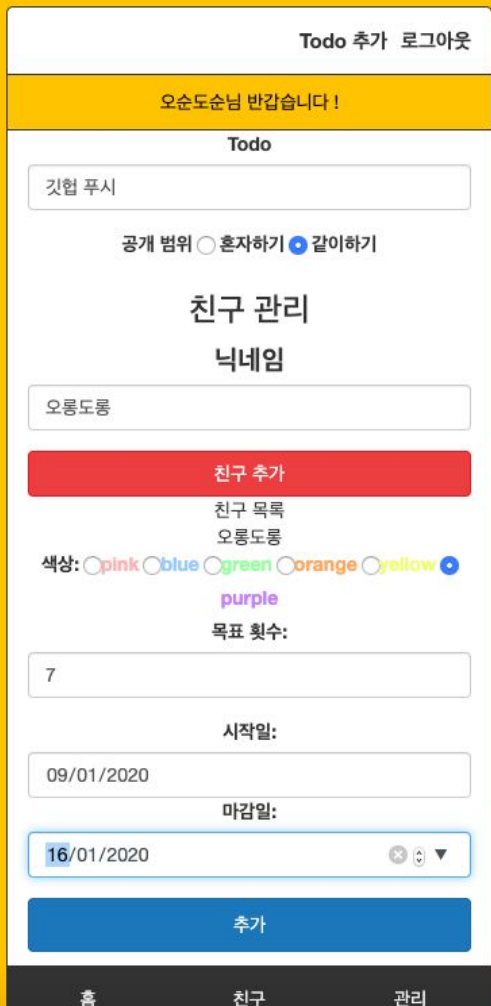 Todo 추가 로그아웃
오순도순님 반갑습니다 !
Todo
깃헙 푸시
공개 범위 혼자하기 같이하기
친구 관리
닉네임
오롱도롱
친구 추가
친구 목록
오롱도롱
색상: pink blue green orange yellow
purple
목표 횟수:
7
시작일:
09/01/2020
마감일:
16/01/2020
추가
홈 친구 관리